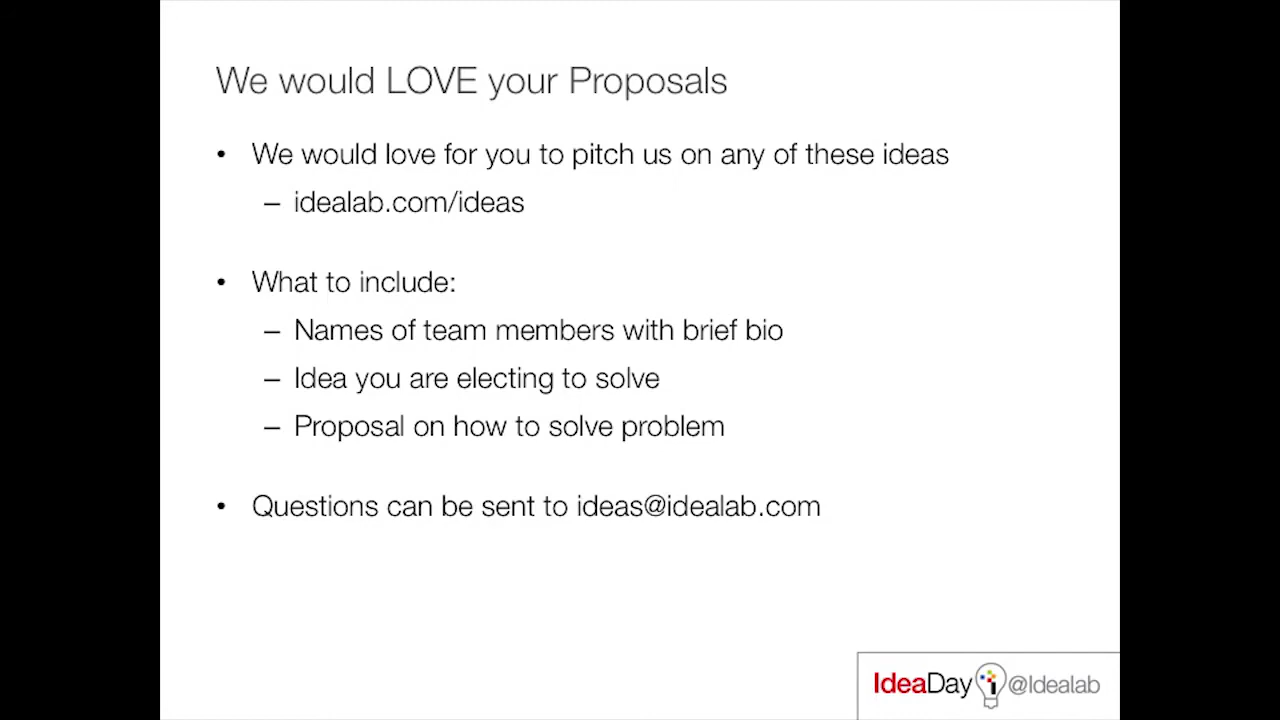 We would LOVE your Proposals
• We would love for you to pitch us on any of these ideas
– idealab.com/ideas
• What to include:
– Names of team members with brief bio
– Idea you are electing to solve
– Proposal on how to solve problem
• Questions can be sent to ideas@idealab.com
IdeaDay i @Idealab